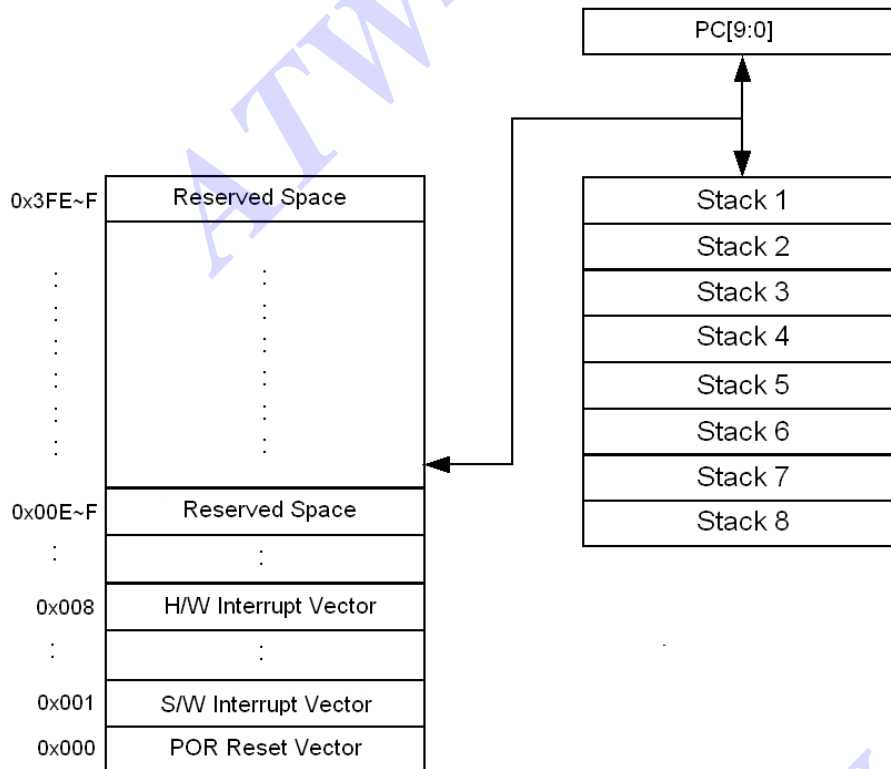 PC[9:0]
0x3FE~F Reserved Space
0x00E~F Reserved Space
0x008 H/W Interrupt Vector
0x001 S/W Interrupt Vector
0x000 POR Reset Vector
Stack 1
Stack 2
Stack 3
Stack 4
Stack 5
Stack 6
Stack 7
Stack 8